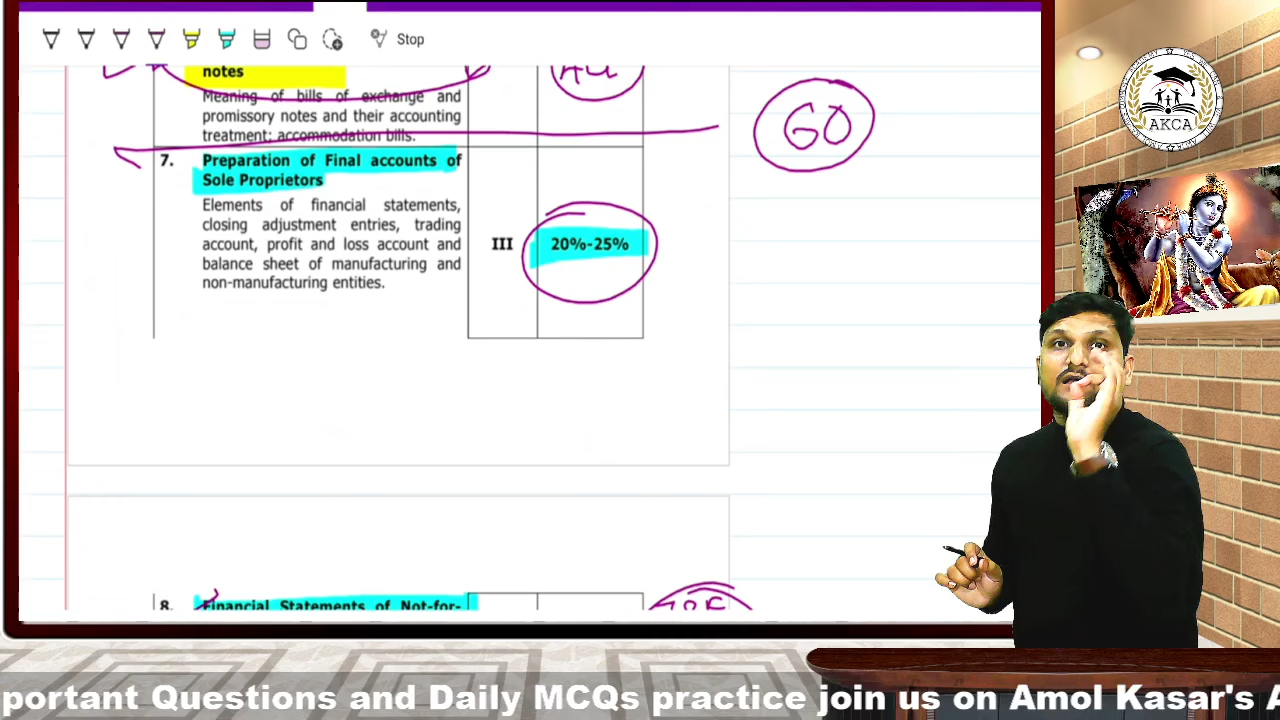 Stop
notes
Meaning of bills of exchange and
promissory notes and their accounting
treatment; accommodation bills.
7. Preparation of Final accounts of
Sole Proprietors
Elements of financial statements,
closing adjustment entries, trading
account, profit and loss account and
balance sheet of manufacturing and
non-manufacturing entities.
III 20%-25%
8. Financial Statements of Not-for-
AKCA
portant Questions and Daily MCQs practice join us on Amol Kasar's A